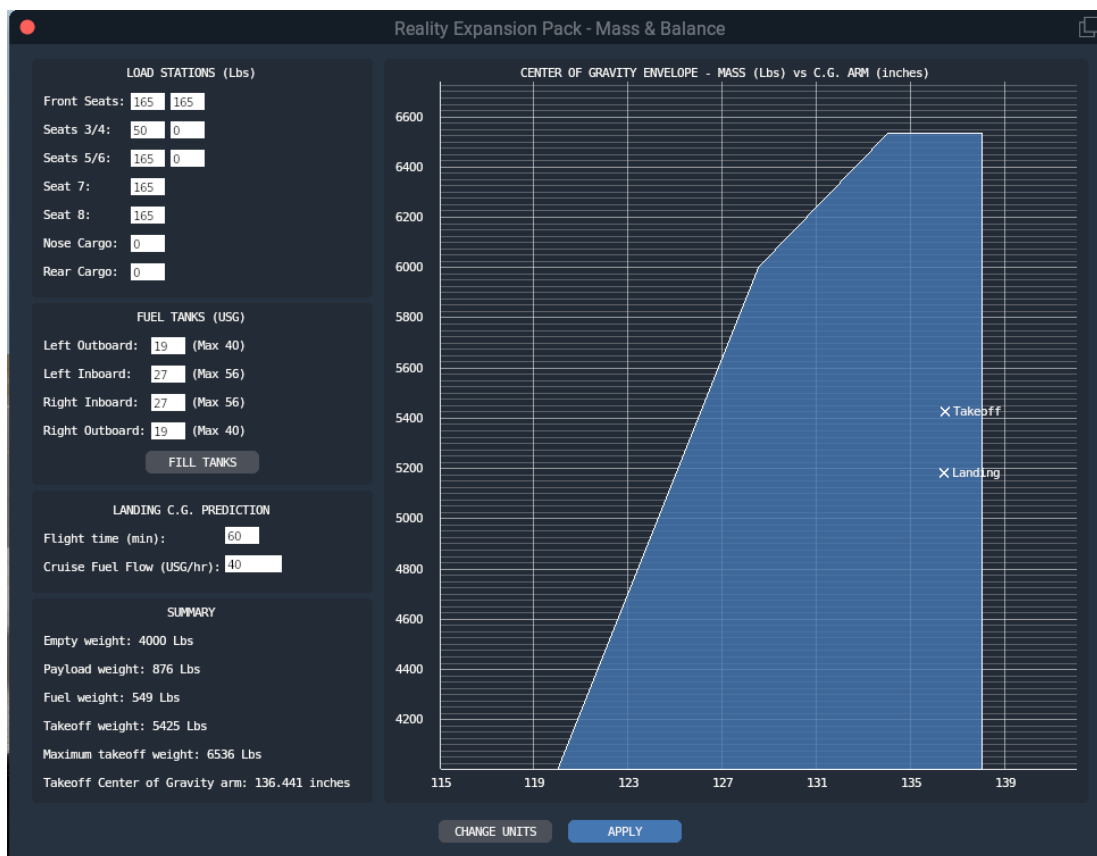 Reality Expansion Pack - Mass & Balance
LOAD STATIONS (Lbs)
Front Seats: 165 165
Seats 3/4: 50 0
Seats 5/6: 165 0
Seat 7: 165
Seat 8: 165
Nose Cargo: 0
Rear Cargo: 0
FUEL TANKS (USG)
Left Outboard: 19 (Max 40)
Left Inboard: 27 (Max 56)
Right Inboard: 27 (Max 56)
Right Outboard: 19 (Max 40)
FILL TANKS
LANDING C.G. PREDICTION
Flight time (min): 60
Cruise Fuel Flow (USG/hr): 40
SUMMARY
Empty weight: 4000 Lbs
Payload weight: 876 Lbs
Fuel weight: 549 Lbs
Takeoff weight: 5425 Lbs
Maximum takeoff weight: 6536 Lbs
Takeoff Center of Gravity arm: 136.441 inches
CENTER OF GRAVITY ENVELOPE - MASS (Lbs) vs C.G. ARM (inches)
6600
6400
6200
6000
5800
5600
5400
Takeoff
5200
Landing
5000
4800
4600
4400
4200
115 119 123 127 131 135 139
CHANGE UNITS
APPLY